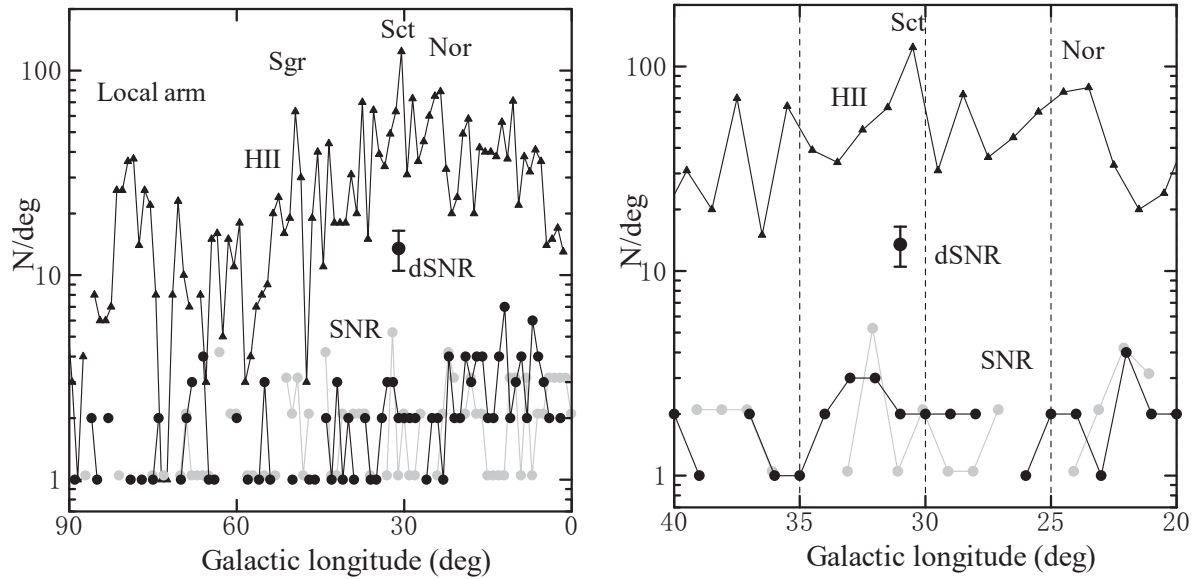 Sct
Sgr
Nor
Local arm
HII
dSNR
SNR
100
10
1
N/deg
90
60
30
0
Galactic longitude (deg)
Sct
Nor
HII
dSNR
SNR
100
10
1
N/deg
40
35
30
25
20
Galactic longitude (deg)